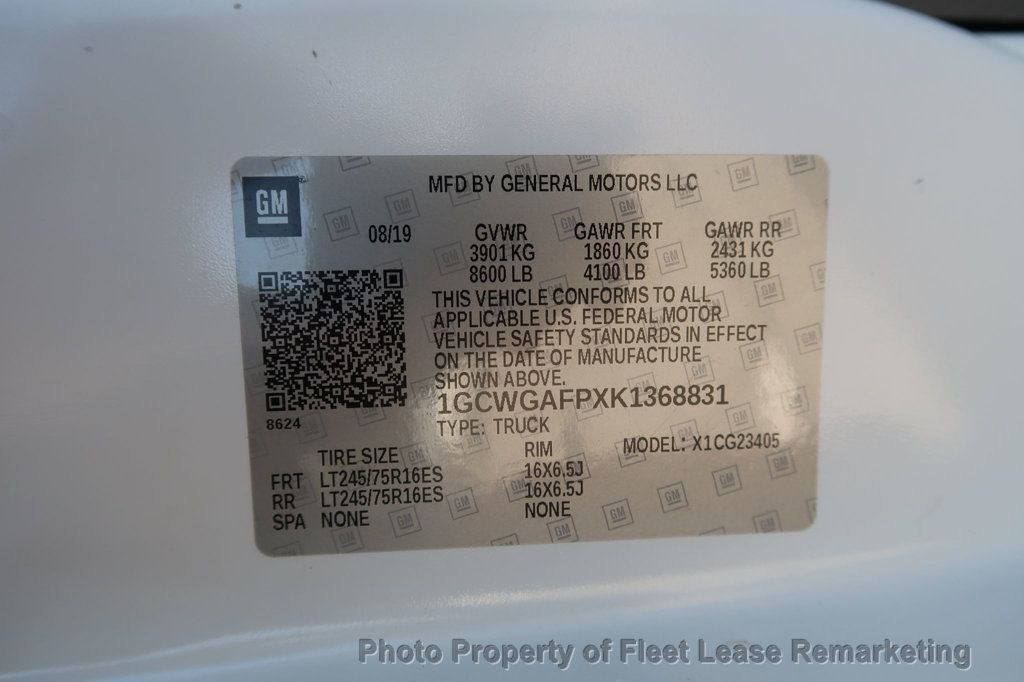 GM
MFD BY GENERAL MOTORS LLC
08/19 GVWR GAWR FRT GAWR RR
3901 KG 1860 KG 2431 KG
8600 LB 4100 LB 5360 LB
THIS VEHICLE CONFORMS TO ALL
APPLICABLE U.S. FEDERAL MOTOR
VEHICLE SAFETY STANDARDS IN EFFECT
ON THE DATE OF MANUFACTURE
SHOWN ABOVE.
1GCWGAFPXK1368831
8624
TYPE: TRUCK
MODEL: X1CG23405
TIRE SIZE RIM
FRT LT245/75R16ES 16X6.5J
RR LT245/75R16ES 16X6.5J
SPA NONE NONE
Photo Property of Fleet Lease Remarketing